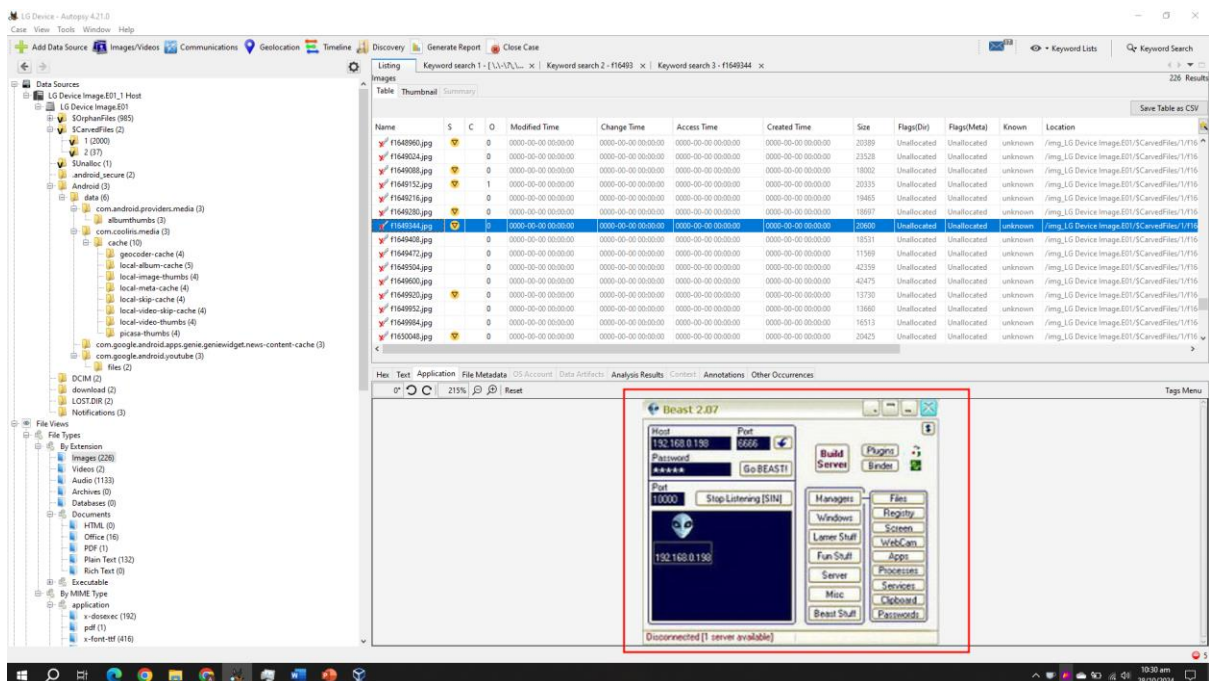 LG Device - Autopsy 4.21.0
Case View Tools Window Help
Add Data Source Images/Videos Communications Geolocation Timeline Discovery Generate Report Close Case Keyword Lists Keyword Search
Listing Keyword search 2 - f16493 Keyword search 3 - f1649344
Images 226 Results
Table Thumbnail Summary
Save Table as CSV
Name S C O Modified Time Change Time Access Time Created Time Size Flags(Dir) Flags(Meta) Known Location
f1648960.jpg 0 0000-00-00 00:00:00 0000-00-00 00:00:00 0000-00-00 00:00:00 0000-00-00 00:00:00 20389 Unallocated Unallocated unknown /img_LG Device Image.E01/$CarvedFiles/1/f16
f1649024.jpg 0 0000-00-00 00:00:00 0000-00-00 00:00:00 0000-00-00 00:00:00 0000-00-00 00:00:00 23528 Unallocated Unallocated unknown /img_LG Device Image.E01/$CarvedFiles/1/f16
f1649088.jpg 0 0000-00-00 00:00:00 0000-00-00 00:00:00 0000-00-00 00:00:00 0000-00-00 00:00:00 18002 Unallocated Unallocated unknown /img_LG Device Image.E01/$CarvedFiles/1/f16
f1649152.jpg 1 0000-00-00 00:00:00 0000-00-00 00:00:00 0000-00-00 00:00:00 0000-00-00 00:00:00 20335 Unallocated Unallocated unknown /img_LG Device Image.E01/$CarvedFiles/1/f16
f1649216.jpg 0 0000-00-00 00:00:00 0000-00-00 00:00:00 0000-00-00 00:00:00 0000-00-00 00:00:00 19465 Unallocated Unallocated unknown /img_LG Device Image.E01/$CarvedFiles/1/f16
f1649280.jpg 0 0000-00-00 00:00:00 0000-00-00 00:00:00 0000-00-00 00:00:00 0000-00-00 00:00:00 18697 Unallocated Unallocated unknown /img_LG Device Image.E01/$CarvedFiles/1/f16
f1649344.jpg 0 0000-00-00 00:00:00 0000-00-00 00:00:00 0000-00-00 00:00:00 0000-00-00 00:00:00 20600 Unallocated Unallocated unknown /img_LG Device Image.E01/$CarvedFiles/1/f16
f1649408.jpg 0 0000-00-00 00:00:00 0000-00-00 00:00:00 0000-00-00 00:00:00 0000-00-00 00:00:00 18531 Unallocated Unallocated unknown /img_LG Device Image.E01/$CarvedFiles/1/f16
f1649472.jpg 0 0000-00-00 00:00:00 0000-00-00 00:00:00 0000-00-00 00:00:00 0000-00-00 00:00:00 11569 Unallocated Unallocated unknown /img_LG Device Image.E01/$CarvedFiles/1/f16
f1649504.jpg 0 0000-00-00 00:00:00 0000-00-00 00:00:00 0000-00-00 00:00:00 0000-00-00 00:00:00 42359 Unallocated Unallocated unknown /img_LG Device Image.E01/$CarvedFiles/1/f16
f1649600.jpg 0 0000-00-00 00:00:00 0000-00-00 00:00:00 0000-00-00 00:00:00 0000-00-00 00:00:00 42475 Unallocated Unallocated unknown /img_LG Device Image.E01/$CarvedFiles/1/f16
f1649920.jpg 0 0000-00-00 00:00:00 0000-00-00 00:00:00 0000-00-00 00:00:00 0000-00-00 00:00:00 13730 Unallocated Unallocated unknown /img_LG Device Image.E01/$CarvedFiles/1/f16
f1649952.jpg 0 0000-00-00 00:00:00 0000-00-00 00:00:00 0000-00-00 00:00:00 0000-00-00 00:00:00 13660 Unallocated Unallocated unknown /img_LG Device Image.E01/$CarvedFiles/1/f16
f1649984.jpg 0 0000-00-00 00:00:00 0000-00-00 00:00:00 0000-00-00 00:00:00 0000-00-00 00:00:00 16513 Unallocated Unallocated unknown /img_LG Device Image.E01/$CarvedFiles/1/f16
f1650048.jpg 0 0000-00-00 00:00:00 0000-00-00 00:00:00 0000-00-00 00:00:00 0000-00-00 00:00:00 20425 Unallocated Unallocated unknown /img_LG Device Image.E01/$CarvedFiles/1/f16
Data Sources
LG Device Image.E01_1 Host
LG Device Image.E01
$OrphanFiles (985)
$CarvedFiles (2)
1 (2000)
2 (37)
$Unalloc (1)
.android_secure (2)
Android (3)
data (6)
com.android.providers.media (3)
albumthumbs (3)
com.cooliris.media (3)
cache (10)
geocoder-cache (4)
local-album-cache (5)
local-image-thumbs (4)
local-meta-cache (4)
local-skip-cache (4)
local-video-skip-cache (4)
local-video-thumbs (4)
picasa-thumbs (4)
com.google.android.apps.genie.geniewidget.news-content-cache (3)
com.google.android.youtube (3)
files (2)
DCIM (2)
download (2)
LOST.DIR (2)
Notifications (3)
File Views
File Types
By Extension
Images (226)
Videos (2)
Audio (1133)
Archives (0)
Databases (0)
Documents
HTML (0)
Office (16)
PDF (1)
Plain Text (132)
Rich Text (0)
Executable
By MIME Type
application
x-dosexec (192)
pdf (1)
x-font-ttf (416)
Hex Text Application File Metadata OS Account Data Artifacts Analysis Results Context Annotations Other Occurrences
0° 215% Reset Tags Menu
Beast 2.07
Host Port
192.168.0.198 6666
Password
***** Go BEAST!
Port
10000 Stop Listening [SIN]
192.168.0.198
Build Server
Plugins
Binder
Managers
Windows
Lamer Stuff
Fun Stuff
Server
Misc
Beast Stuff
Files
Registry
Screen
WebCam
Apps
Processes
Services
Clipboard
Passwords
Disconnected [1 server available]
5
10:30 am
28/10/2024